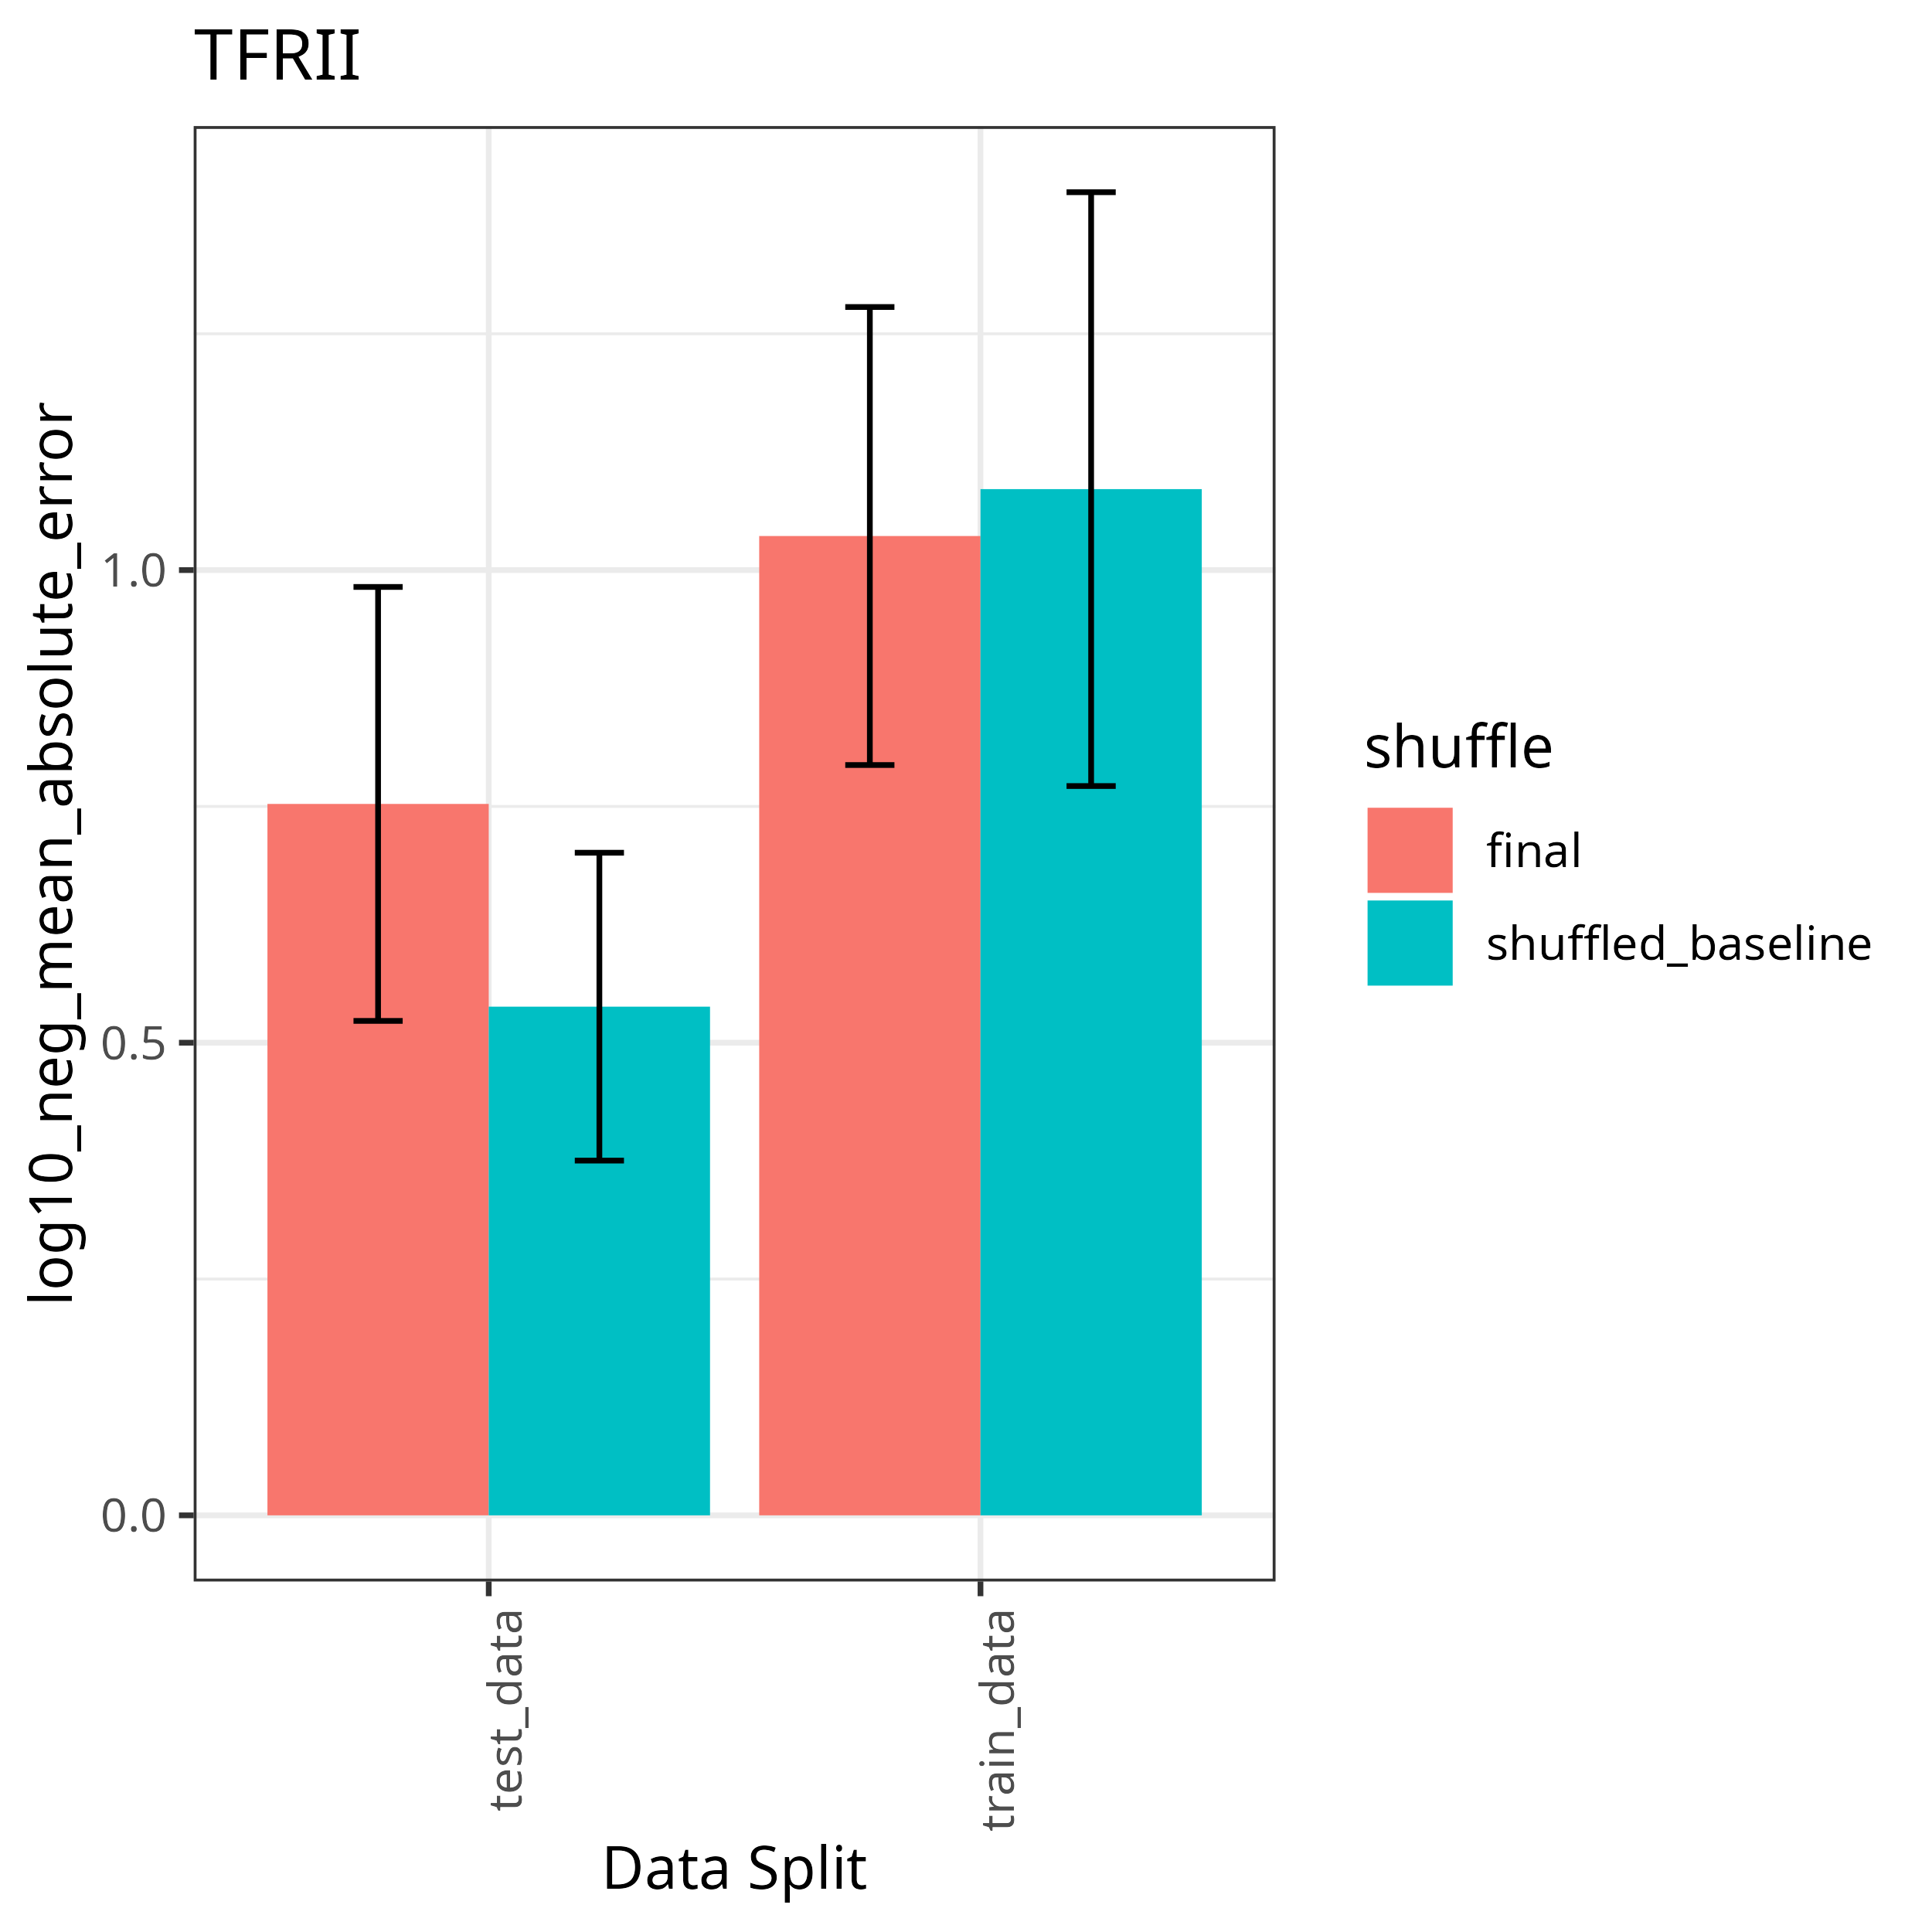 TFRII
log10_neg_mean_absolute_error
1.0
0.5
0.0
test_data
train_data
Data Split
shuffle
final
shuffled_baseline